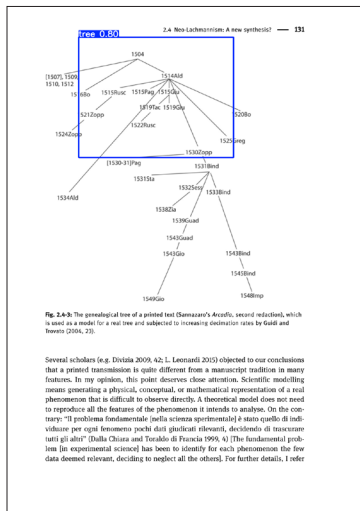 2.4 Neo-Lachmannism: A new synthesis? — 131
tree 0.80
1504
[1507], 1509,
1510, 1512
1514Ald
1516Bo
1515Rusc
1515Pag
1515Giu
1519Tac
1519Giu
1520Bo
1521Zopp
1522Rusc
1524Zopp
1525Greg
1530Zopp
[1530-31]Pag
1531Bind
1531Sta
1532Sess
1533Bind
1534Ald
1538Zia
1539Guad
1543Guad
1543Gio
1543Bind
1545Bind
1549Gio
1548Imp
Fig. 2.4-3: The genealogical tree of a printed text (Sannazaro's Arcadia, second redaction), which
is used as a model for a real tree and subjected to increasing decimation rates by Guidi and
Trovato (2004, 23)).
Several scholars (e.g. Divizia 2009, 42; L. Leonardi 2015) objected to our conclusions
that a printed transmission is quite different from a manuscript tradition in many
features. In my opinion, this point deserves close attention. Scientific modelling
means generating a physical, conceptual, or mathematical representation of a real
phenomenon that is difficult to observe directly. A theoretical model does not need
to reproduce all the features of the phenomenon it intends to analyse. On the con-
trary: "Il problema fondamentale [nella scienza sperimentale] è stato quello di indi-
viduare per ogni fenomeno pochi dati giudicati rilevanti, decidendo di trascurare
tutti gli altri" (Dalla Chiara and Toraldo di Francia 1999, 4) [The fundamental prob-
lem [in experimental science] has been to identify for each phenomenon the few
data deemed relevant, deciding to neglect all the others]. For further details, I refer